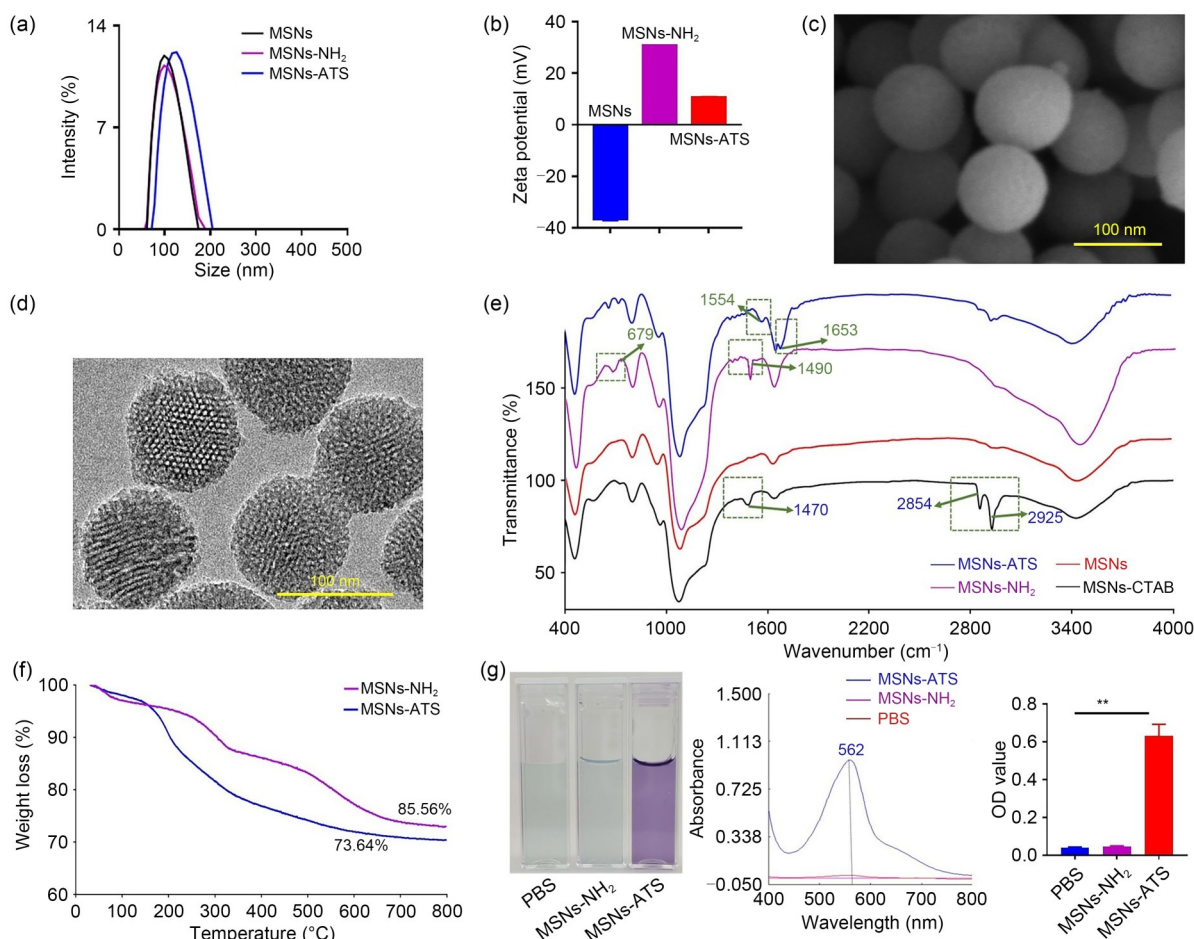 (a)
14
7
0
Intensity (%)
MSNs
MSNs-NH₂
MSNs-ATS
0 100 200 300 400 500
Size (nm)
(b)
40
20
0
−20
−40
Zeta potential (mV)
MSNs-NH₂
MSNs
MSNs-ATS
(c)
100 nm
(d)
100 nm
(e)
150
100
50
Transmittance (%)
1554
1653
679
1490
1470
2854
2925
MSNs-ATS MSNs
MSNs-NH₂ MSNs-CTAB
400 1000 1600 2200 2800 3400 4000
Wavenumber (cm⁻¹)
(f)
100
90
80
70
60
Weight loss (%)
MSNs-NH₂
MSNs-ATS
85.56%
73.64%
0 100 200 300 400 500 600 700 800
Temperature (°C)
(g)
PBS
MSNs-NH₂
MSNs-ATS
MSNs-ATS
MSNs-NH₂
PBS
1.500
1.113
0.725
0.338
−0.050
Absorbance
562
400 500 600 700 800
Wavelength (nm)
0.8
0.6
0.4
0.2
0.0
OD value
**
PBS
MSNs-NH₂
MSNs-ATS